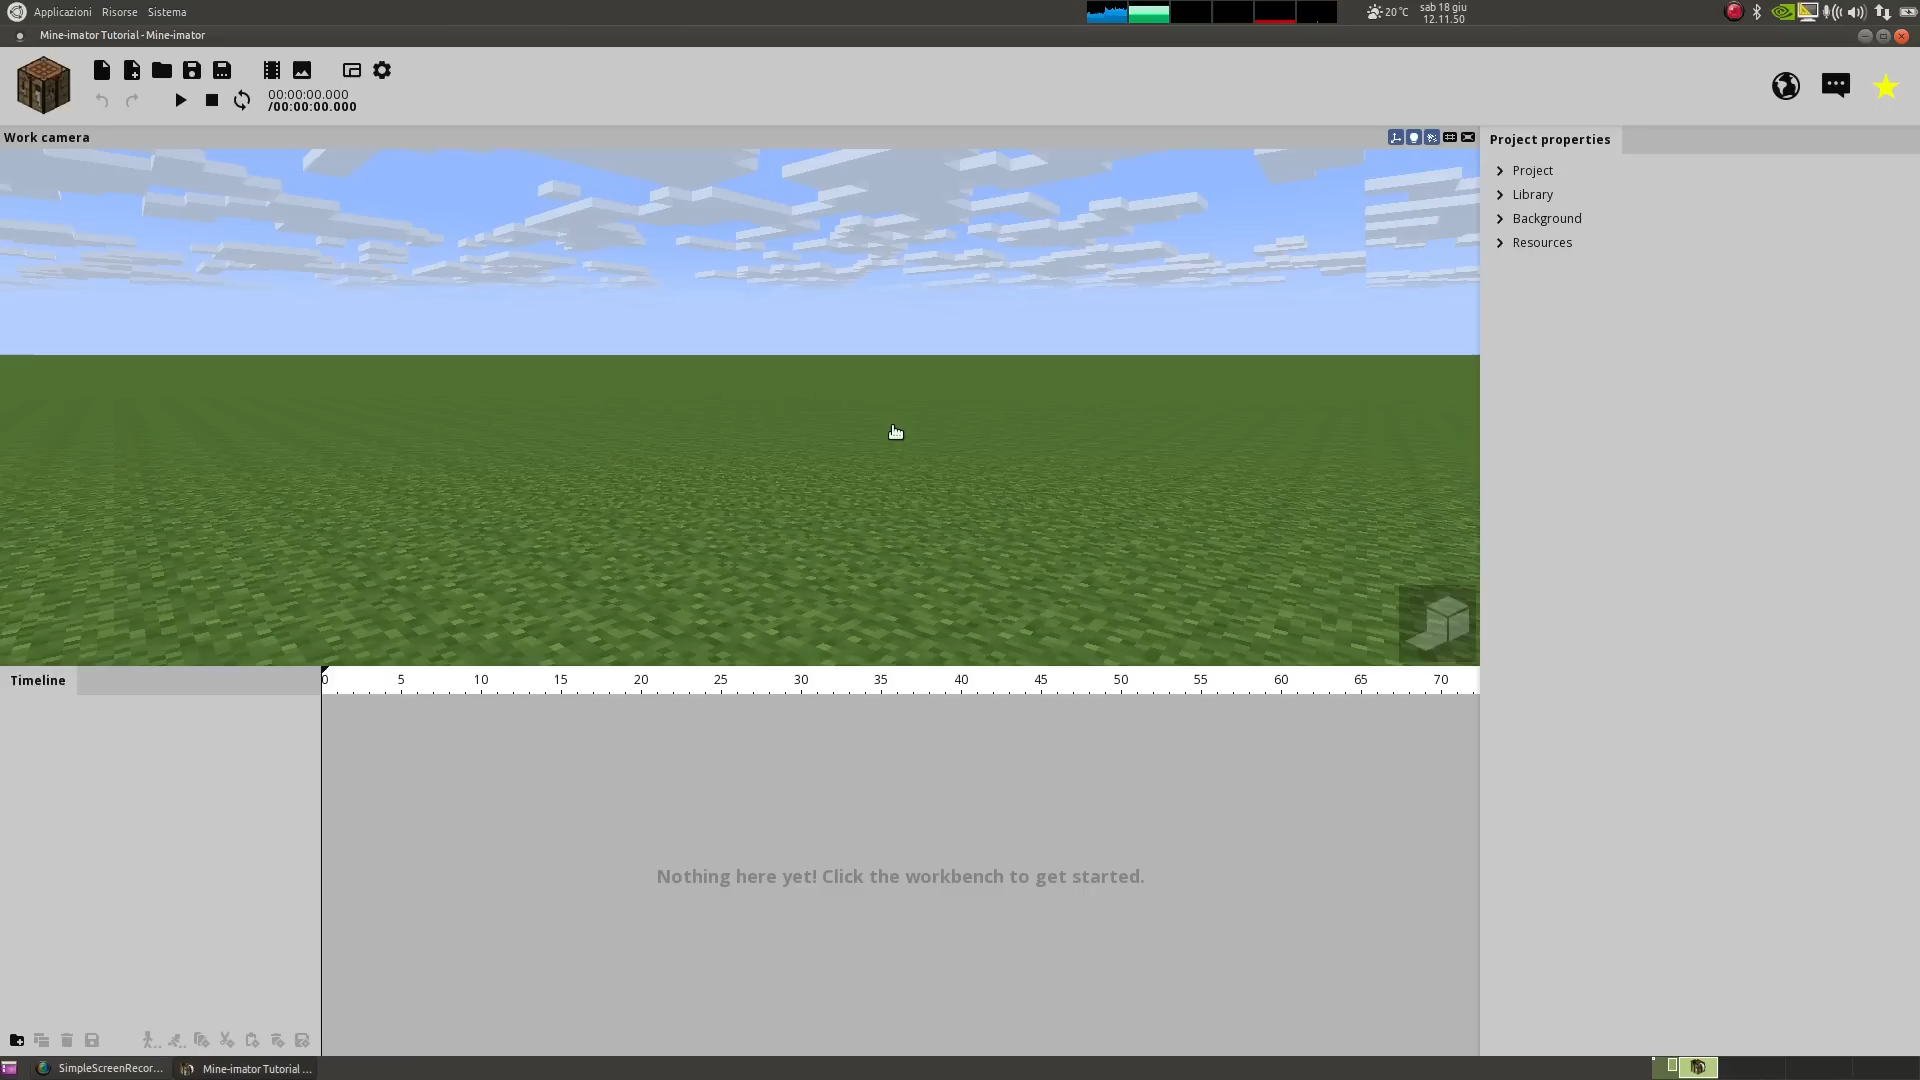 Applicazioni Risorse Sistema
20 °C
sab 18 giu
12.11.50
Mine-imator Tutorial - Mine-imator
00:00:00.000
/00:00:00.000
Work camera
Project properties
Project
Library
Background
Resources
Timeline
0 5 10 15 20 25 30 35 40 45 50 55 60 65 70
Nothing here yet! Click the workbench to get started.
SimpleScreenRecor... Mine-imator Tutorial ...